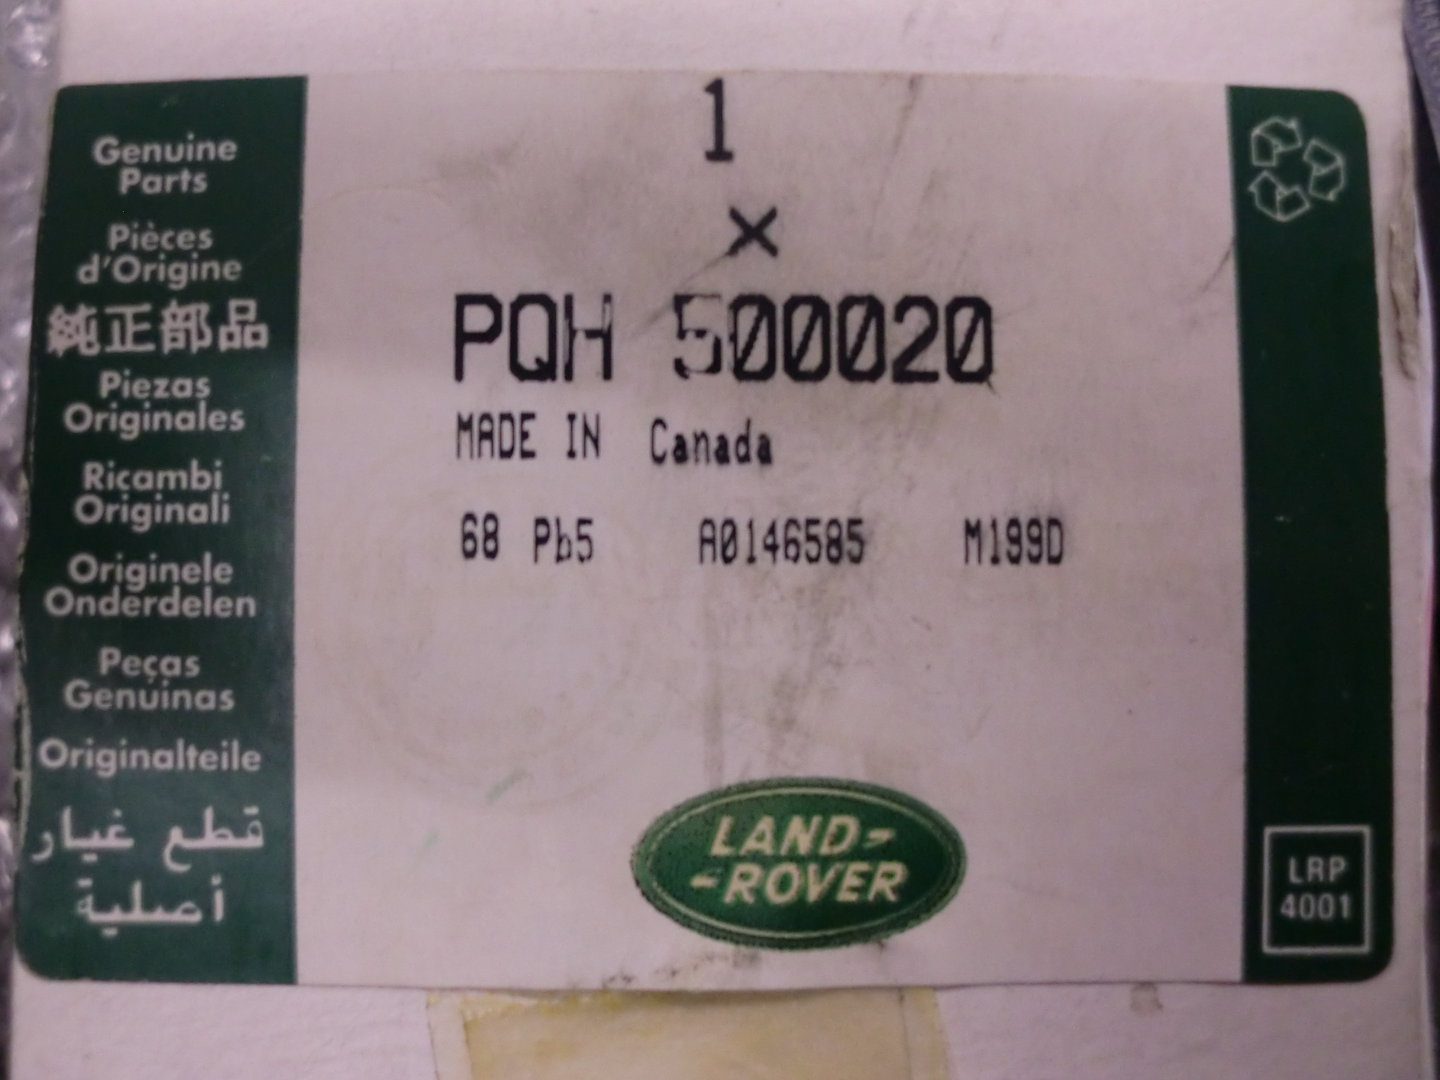 Genuine
Parts
Pièces
d'Origine
純正部品
Piezas
Originales
Ricambi
Originali
Originele
Onderdelen
Peças
Genuinas
Originalteile
قطع غيار
أصلية
1
×
PQH 500020
MADE IN Canada
68 Pb5 A0146585 M199D
LAND-
-ROVER
LRP
4001